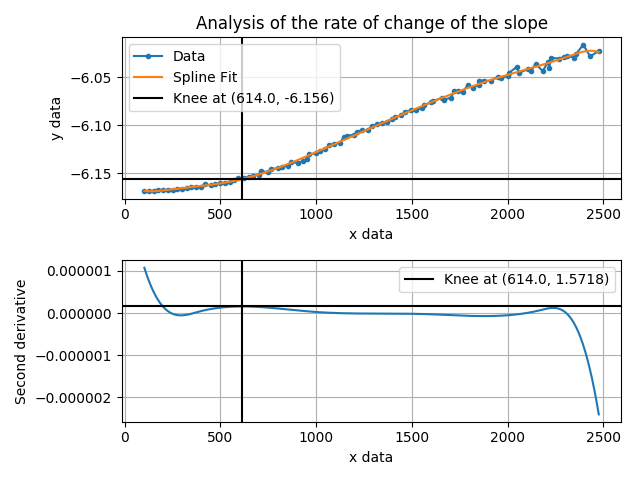 Analysis of the rate of change of the slope
Data
Spline Fit
Knee at (614.0, -6.156)
y data
−6.05
−6.10
−6.15
0 500 1000 1500 2000 2500
x data
Knee at (614.0, 1.5718)
Second derivative
0.000001
0.000000
−0.000001
−0.000002
0 500 1000 1500 2000 2500
x data